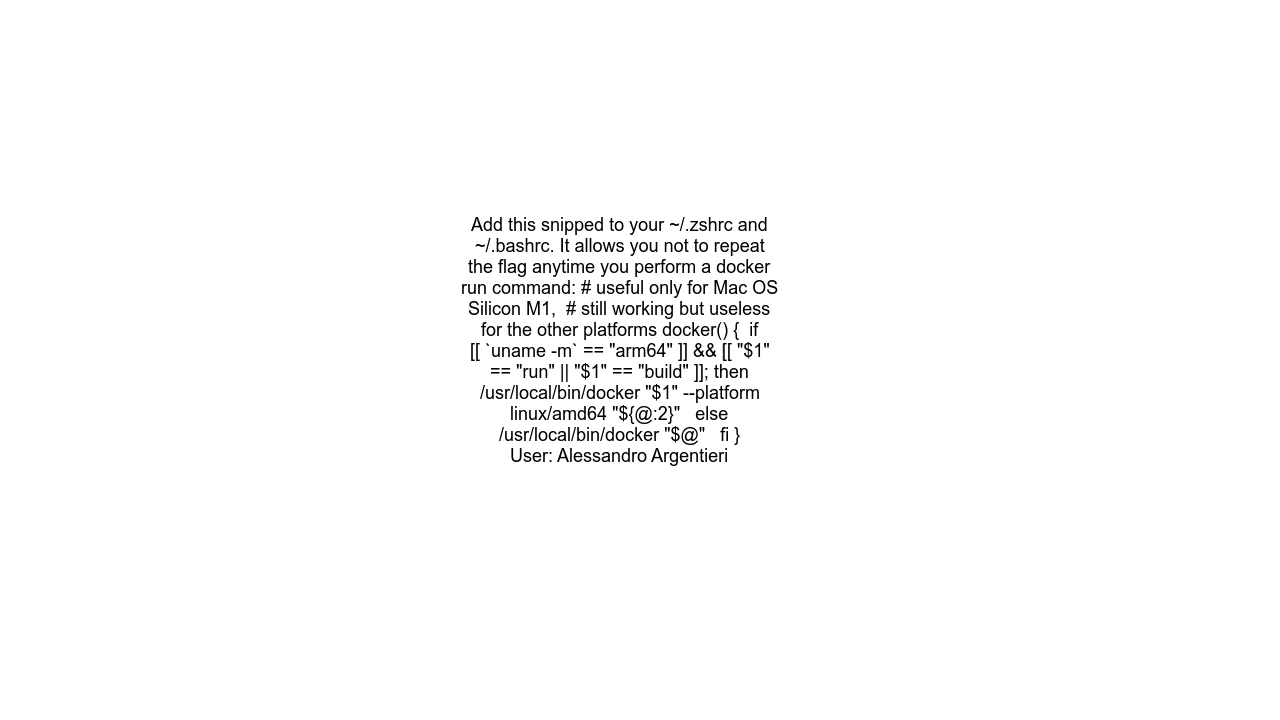 Add this snipped to your ~/.zshrc and
~/.bashrc. It allows you not to repeat
the flag anytime you perform a docker
run command: # useful only for Mac OS
Silicon M1,  # still working but useless
for the other platforms docker() {  if
[[ `uname -m` == "arm64" ]] && [[ "$1"
== "run" || "$1" == "build" ]]; then
/usr/local/bin/docker "$1" --platform
linux/amd64 "${@:2}"   else
/usr/local/bin/docker "$@"   fi }
User: Alessandro Argentieri